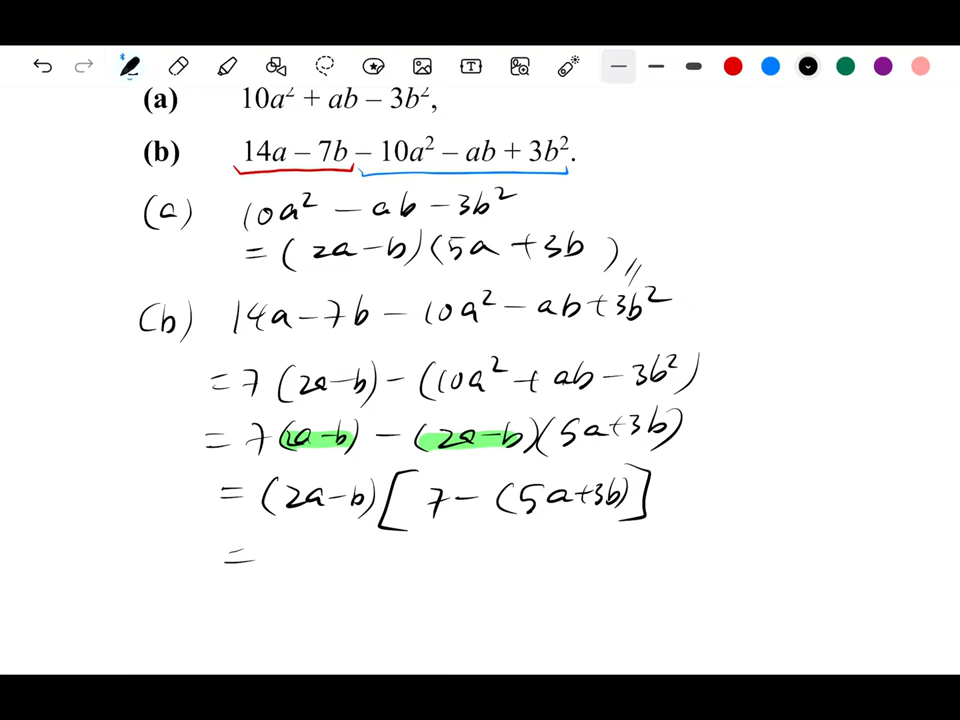 (a) 10a² + ab – 3b²,
(b) 14a – 7b – 10a² – ab + 3b².
(a) 10a² – ab – 3b²
= (2a – b)(5a + 3b)
(b) 14a – 7b – 10a² – ab + 3b²
= 7(2a – b) – (10a² + ab – 3b²)
= 7(2a – b) – (2a – b)(5a + 3b)
= (2a – b)[7 – (5a + 3b)]
=